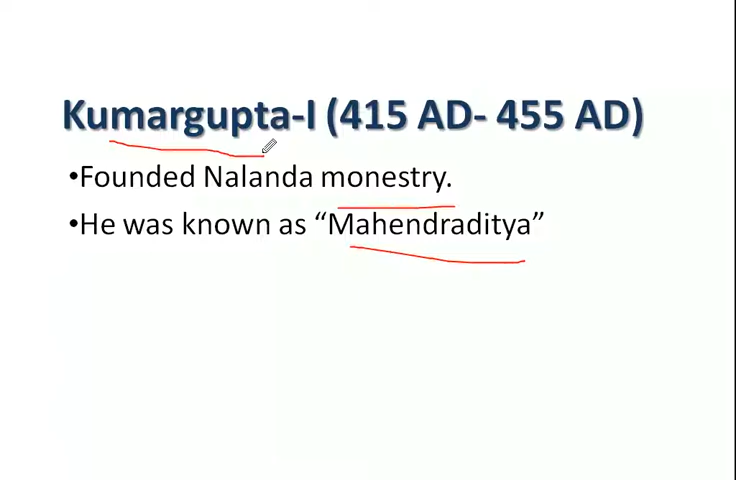 Kumargupta-I (415 AD- 455 AD)
•Founded Nalanda monestry.
•He was known as “Mahendraditya”